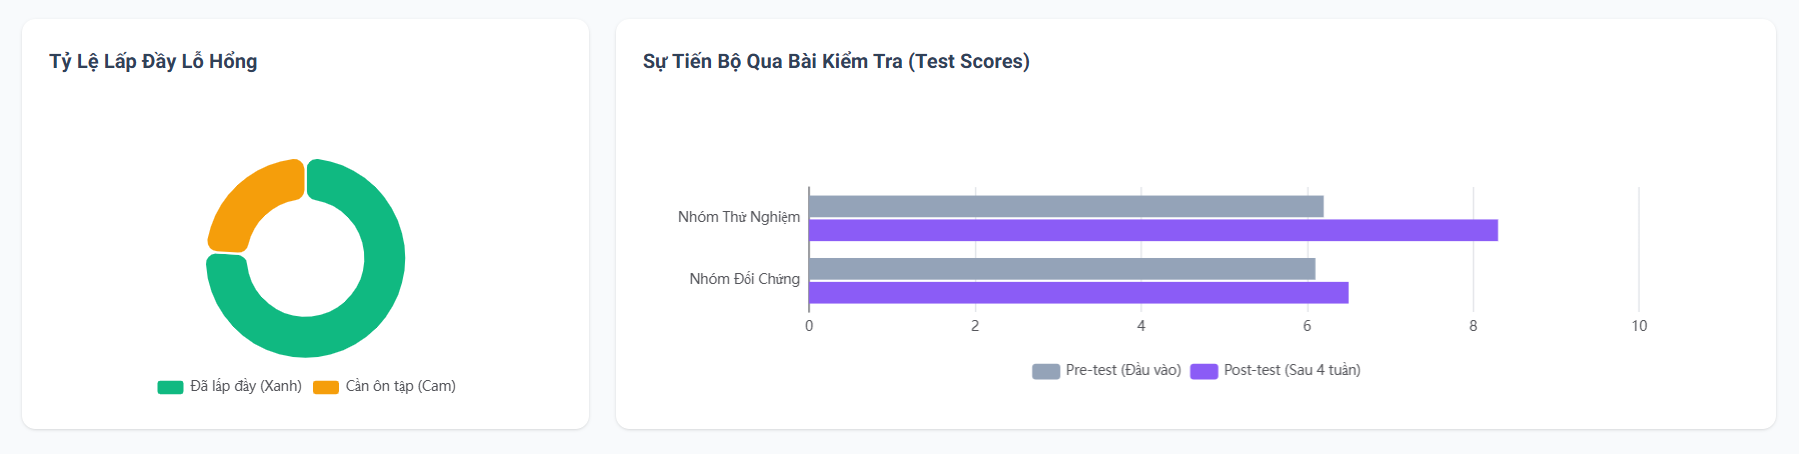 Tỷ Lệ Lấp Đầy Lỗ Hổng
Đã lấp đầy (Xanh)
Cần ôn tập (Cam)
Sự Tiến Bộ Qua Bài Kiểm Tra (Test Scores)
Nhóm Thử Nghiệm
Nhóm Đối Chứng
0 2 4 6 8 10
Pre-test (Đầu vào)
Post-test (Sau 4 tuần)